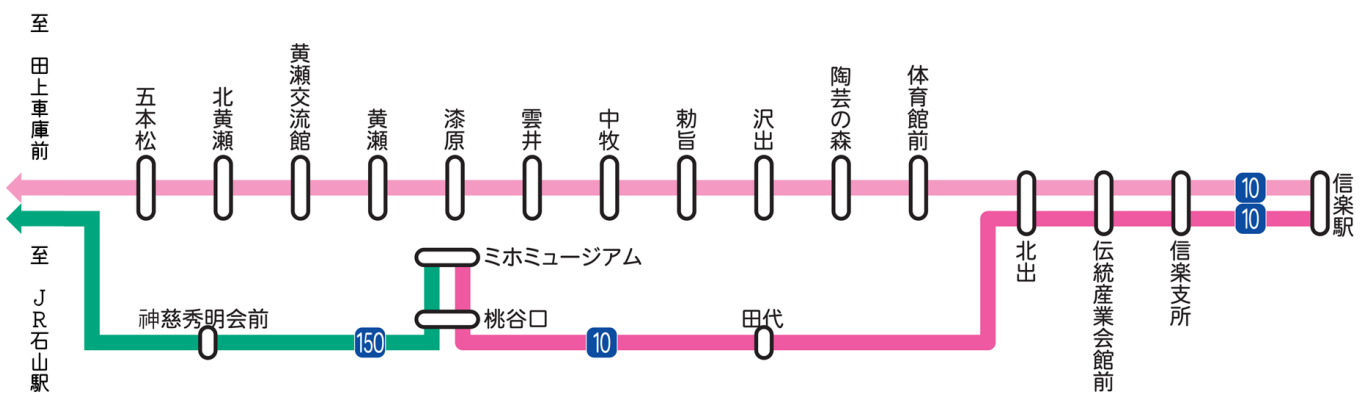 至 田上車庫前
五本松
北黄瀬
黄瀬交流館
黄瀬
漆原
雲井
中牧
勅旨
沢出
陶芸の森
体育館前
10
10
信楽駅
至 JR石山駅
ミホミュージアム
北出
伝統産業会館前
信楽支所
神慈秀明会前
桃谷口
田代
150
10